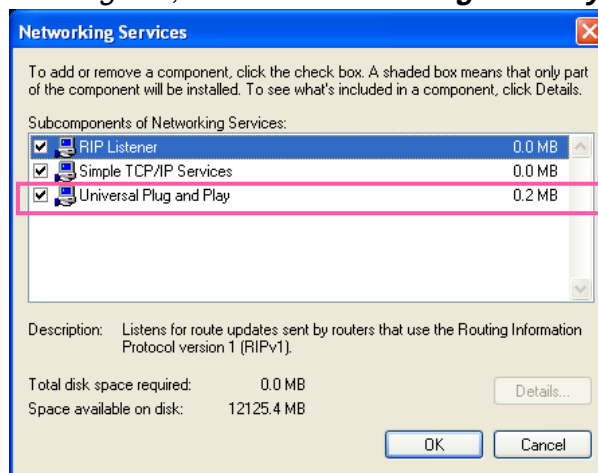 Networking Services
To add or remove a component, click the check box. A shaded box means that only part
of the component will be installed. To see what's included in a component, click Details.
Subcomponents of Networking Services:
RIP Listener 0.0 MB
Simple TCP/IP Services 0.0 MB
Universal Plug and Play 0.2 MB
Description: Listens for route updates sent by routers that use the Routing Information
Protocol version 1 (RIPv1).
Total disk space required: 0.0 MB
Space available on disk: 12125.4 MB
Details...
OK Cancel